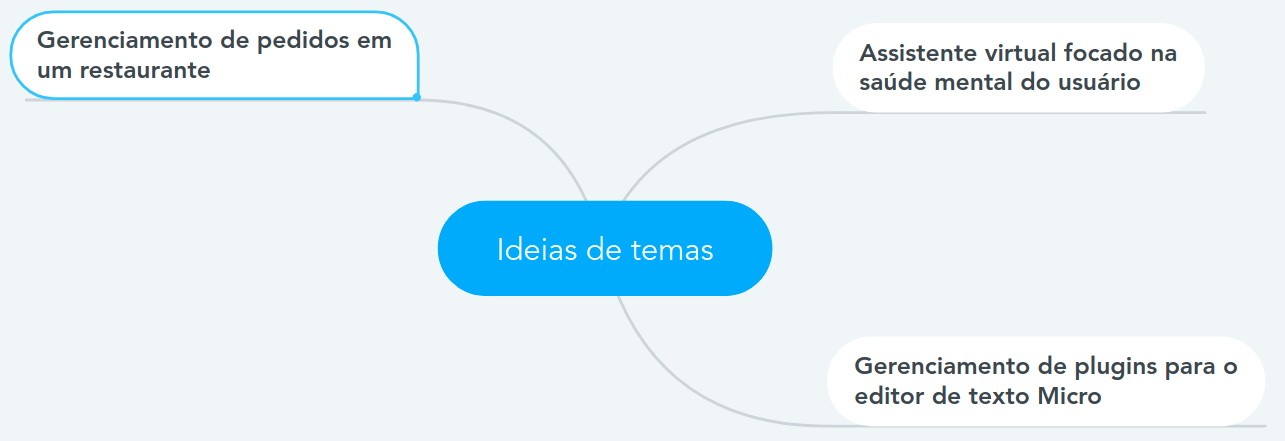 Gerenciamento de pedidos em
um restaurante
Assistente virtual focado na
saúde mental do usuário
Ideias de temas
Gerenciamento de plugins para o
editor de texto Micro